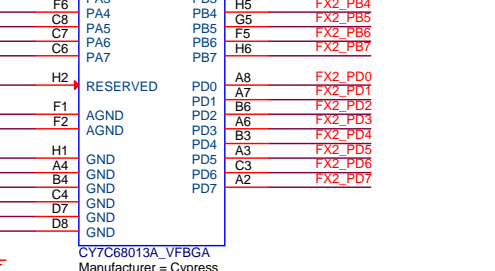 F6 PA4 PB4 H5 FX2_PB4
C8 PA5 PB5 G5 FX2_PB5
C7 PA6 PB6 F5 FX2_PB6
C6 PA7 PB7 H6 FX2_PB7
H2 RESERVED PD0 A8 FX2_PD0
PD1 A7 FX2_PD1
F1 AGND PD2 B6 FX2_PD2
F2 AGND PD3 A6 FX2_PD3
PD4 B3 FX2_PD4
H1 GND PD5 A3 FX2_PD5
A4 GND PD6 C3 FX2_PD6
B4 GND PD7 A2 FX2_PD7
C4 GND
D7 GND
D8 GND
CY7C68013A_VFBGA
Manufacturer = Cypress